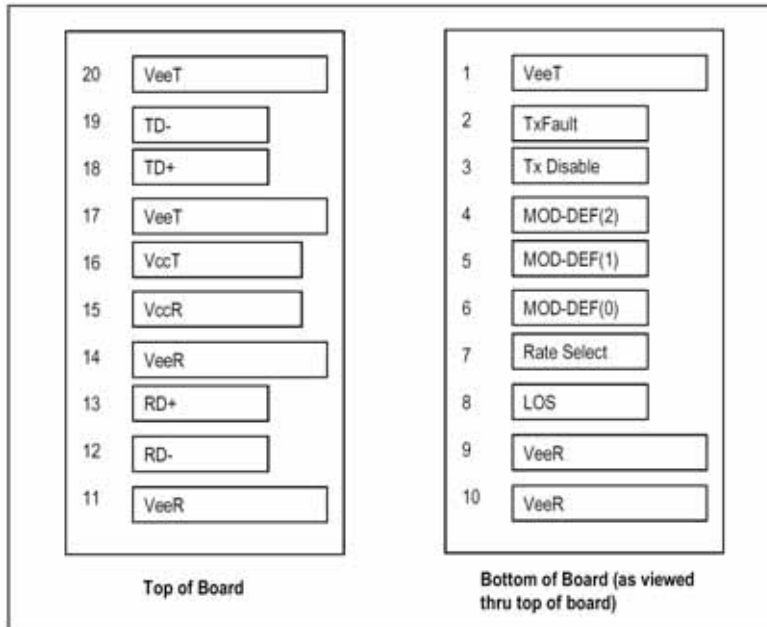 20 VeeT
19 TD-
18 TD+
17 VeeT
16 VccT
15 VccR
14 VeeR
13 RD+
12 RD-
11 VeeR
Top of Board
1 VeeT
2 TxFault
3 Tx Disable
4 MOD-DEF(2)
5 MOD-DEF(1)
6 MOD-DEF(0)
7 Rate Select
8 LOS
9 VeeR
10 VeeR
Bottom of Board (as viewed
thru top of board)